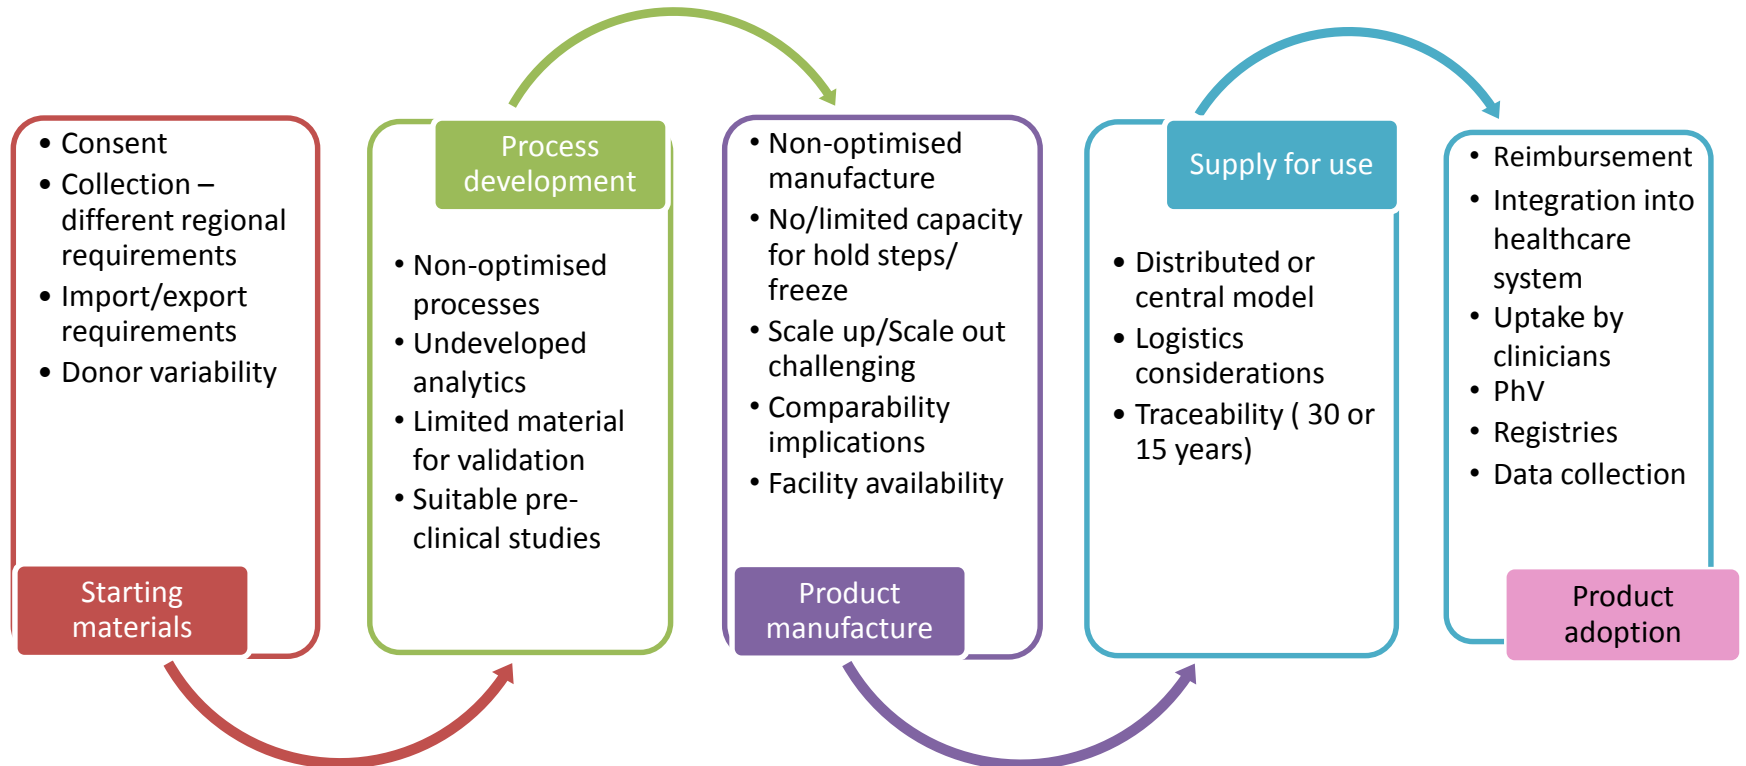 • Consent
• Collection –
different regional
requirements
• Import/export
requirements
• Donor variability
Starting
materials
Process
development
• Non-optimised
processes
• Undeveloped
analytics
• Limited material
for validation
• Suitable pre-
clinical studies
• Non-optimised
manufacture
• No/limited capacity
for hold steps/
freeze
• Scale up/Scale out
challenging
• Comparability
implications
• Facility availability
Product
manufacture
Supply for use
• Distributed or
central model
• Logistics
considerations
• Traceability ( 30 or
15 years)
• Reimbursement
• Integration into
healthcare
system
• Uptake by
clinicians
• PhV
• Registries
• Data collection
Product
adoption